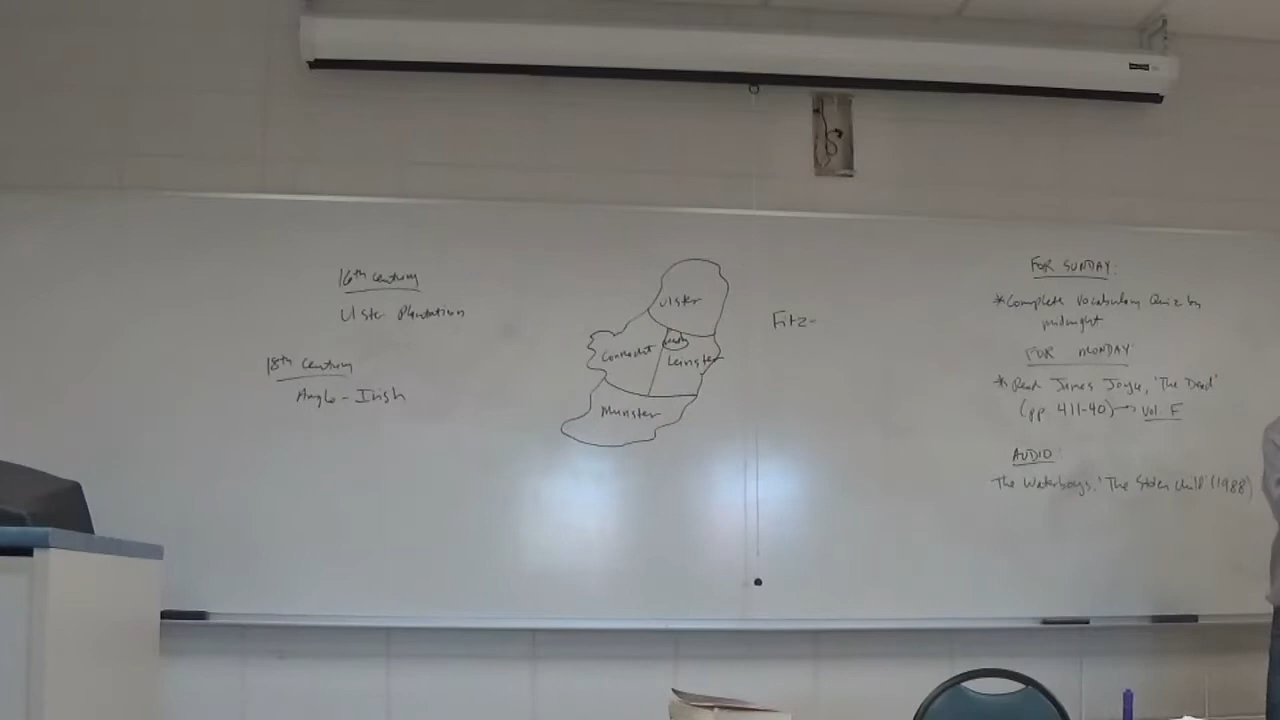 16th century
Ulster Plantation
18th century
Anglo-Irish
Ulster
Connacht
Meath
Leinster
Munster
Fitz-
FOR SUNDAY:
*Complete Vocabulary Quiz by
midnight.
FOR MONDAY:
*Read James Joyce, 'The Dead'
(pp. 411-40) → Vol. F
AUDIO:
The Waterboys, 'The Stolen Child' (1988)